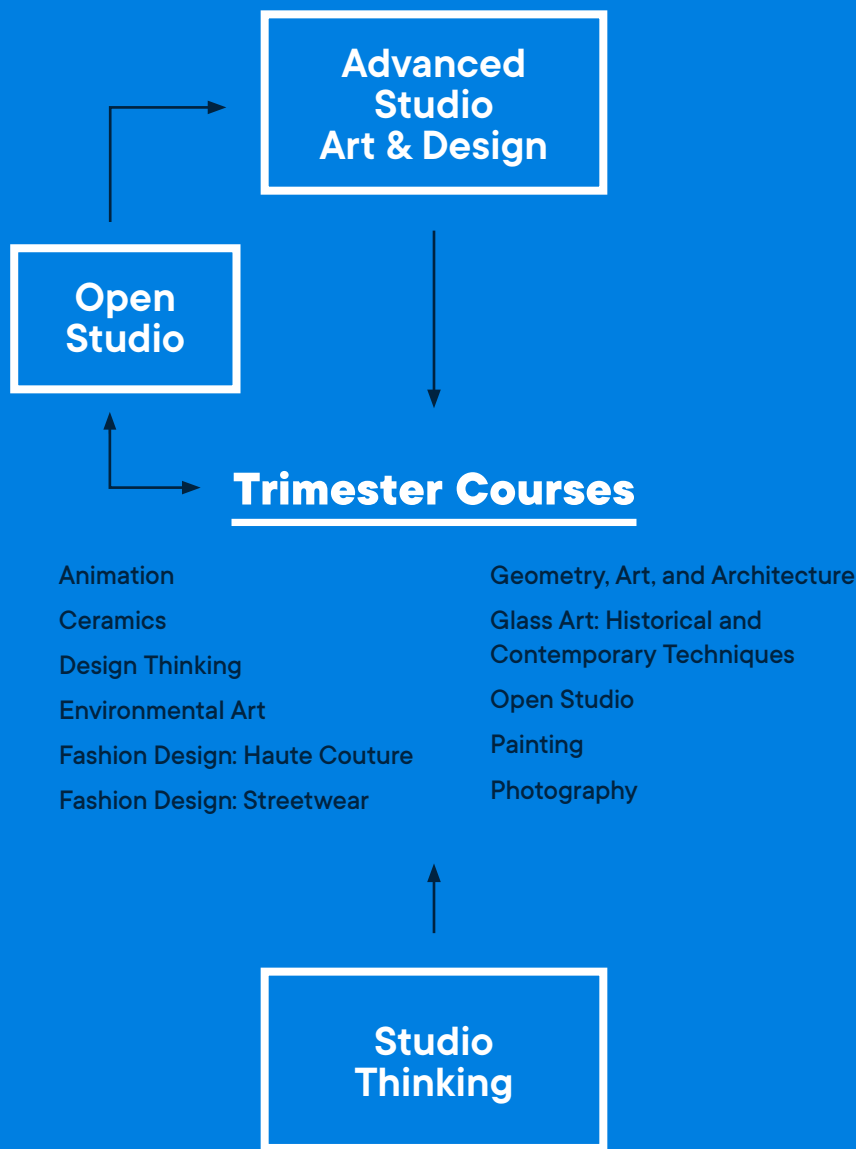 Advanced
Studio
Art & Design
Open
Studio
Trimester Courses
Animation
Ceramics
Design Thinking
Environmental Art
Fashion Design: Haute Couture
Fashion Design: Streetwear
Geometry, Art, and Architecture
Glass Art: Historical and
Contemporary Techniques
Open Studio
Painting
Photography
Studio
Thinking